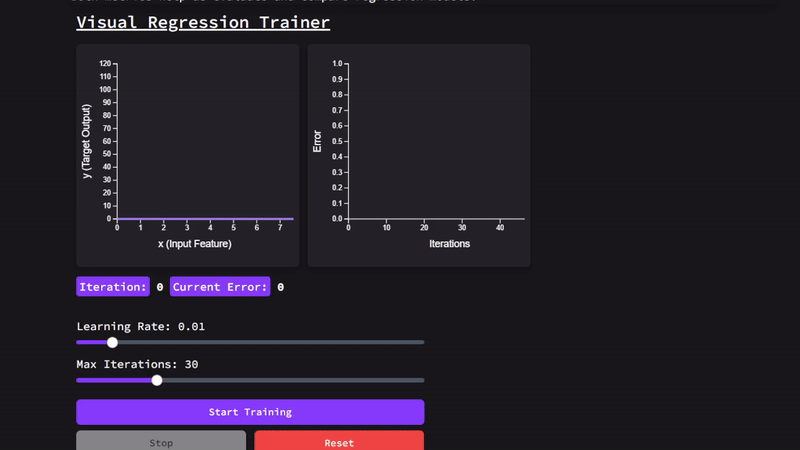 Visual Regression Trainer
120
110
100
90
80
70
60
50
40
30
20
10
0
y (Target Output)
0 1 2 3 4 5 6 7
x (Input Feature)
1.0
0.9
0.8
0.7
0.6
0.5
0.4
0.3
0.2
0.1
0.0
Error
0 10 20 30 40
Iterations
Iteration: 0 Current Error: 0
Learning Rate: 0.01
Max Iterations: 30
Start Training
Stop Reset